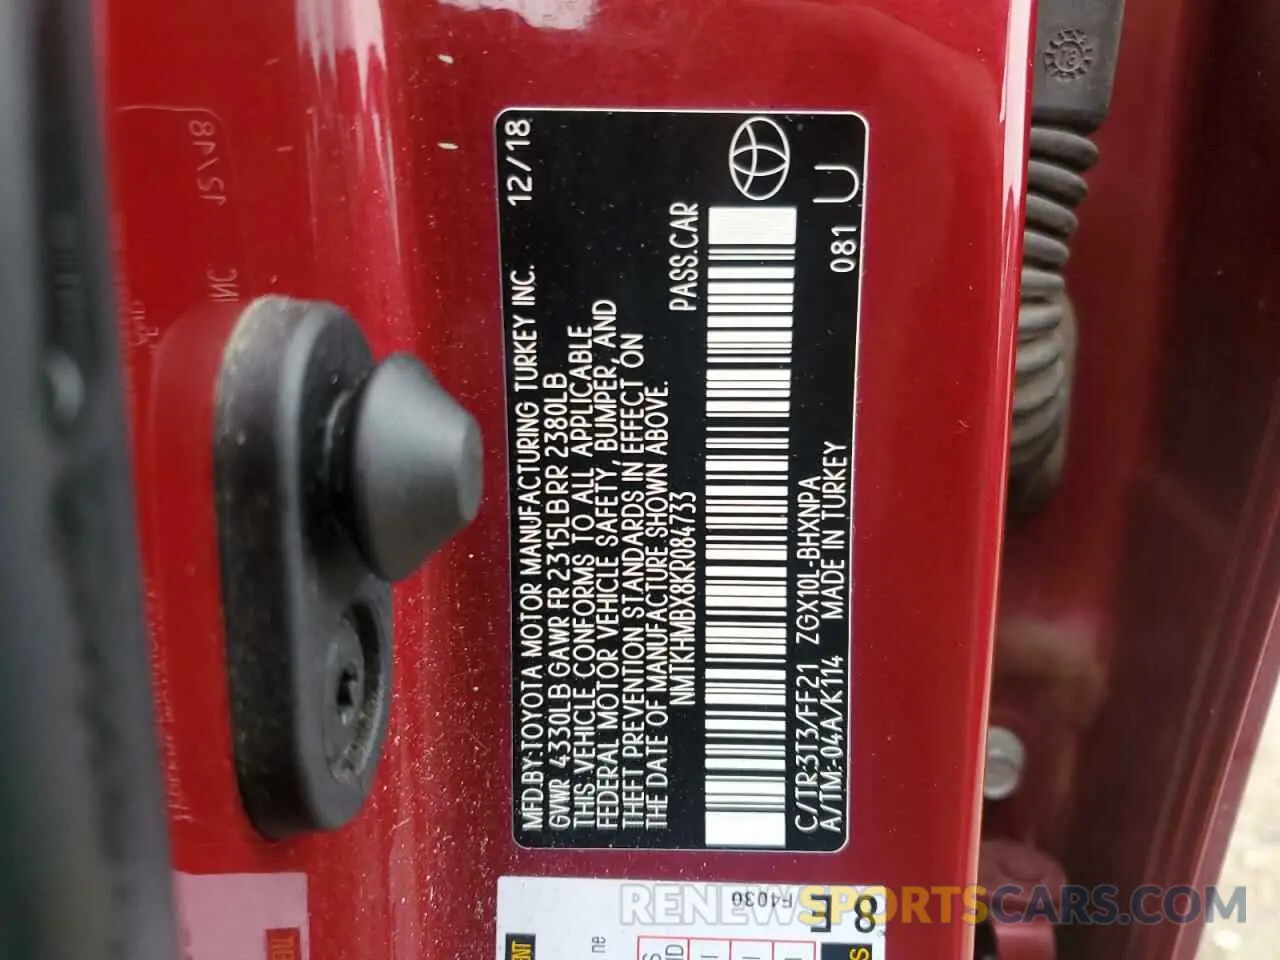 MFD.BY:TOYOTA MOTOR MANUFACTURING TURKEY INC. 12/18
GVWR 4330LB GAWR FR 2315LB RR 2380LB
THIS VEHICLE CONFORMS TO ALL APPLICABLE
FEDERAL MOTOR VEHICLE SAFETY, BUMPER, AND
THEFT PREVENTION STANDARDS IN EFFECT ON
THE DATE OF MANUFACTURE SHOWN ABOVE.
NMTKHMBX8KR084733 PASS.CAR
C/TR:3T3/FF21 ZGX10L-BHXNPA 081 U
A/TM:-04A/K114 MADE IN TURKEY
18
F4030
8
RENEWSPORTSCARS.COM